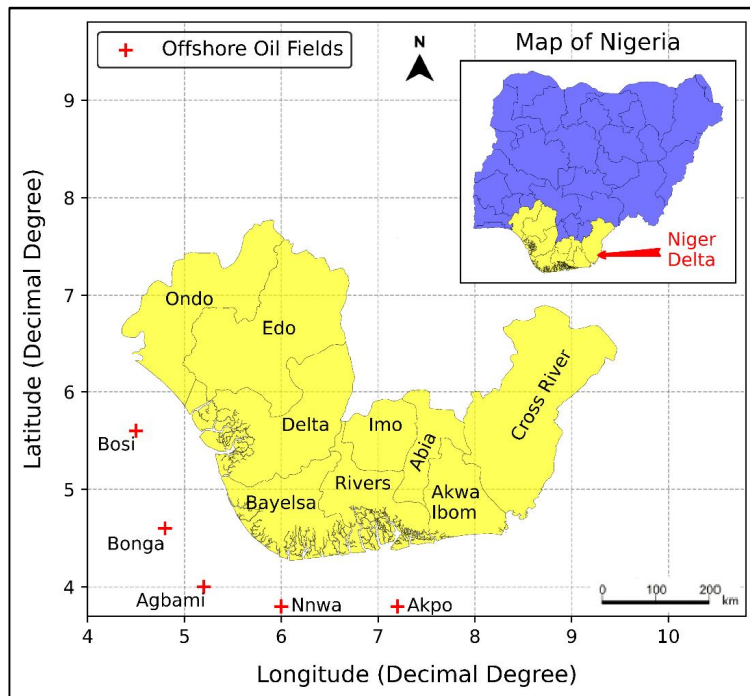 Offshore Oil Fields
N
Map of Nigeria
Niger
Delta
Latitude (Decimal Degree)
9
8
7
6
5
4
Ondo
Edo
Delta
Imo
Abia
Cross River
Bosi
Bayelsa
Rivers
Akwa
Ibom
Bonga
Agbami
Nnwa
Akpo
0 100 200
km
4 5 6 7 8 9 10
Longitude (Decimal Degree)